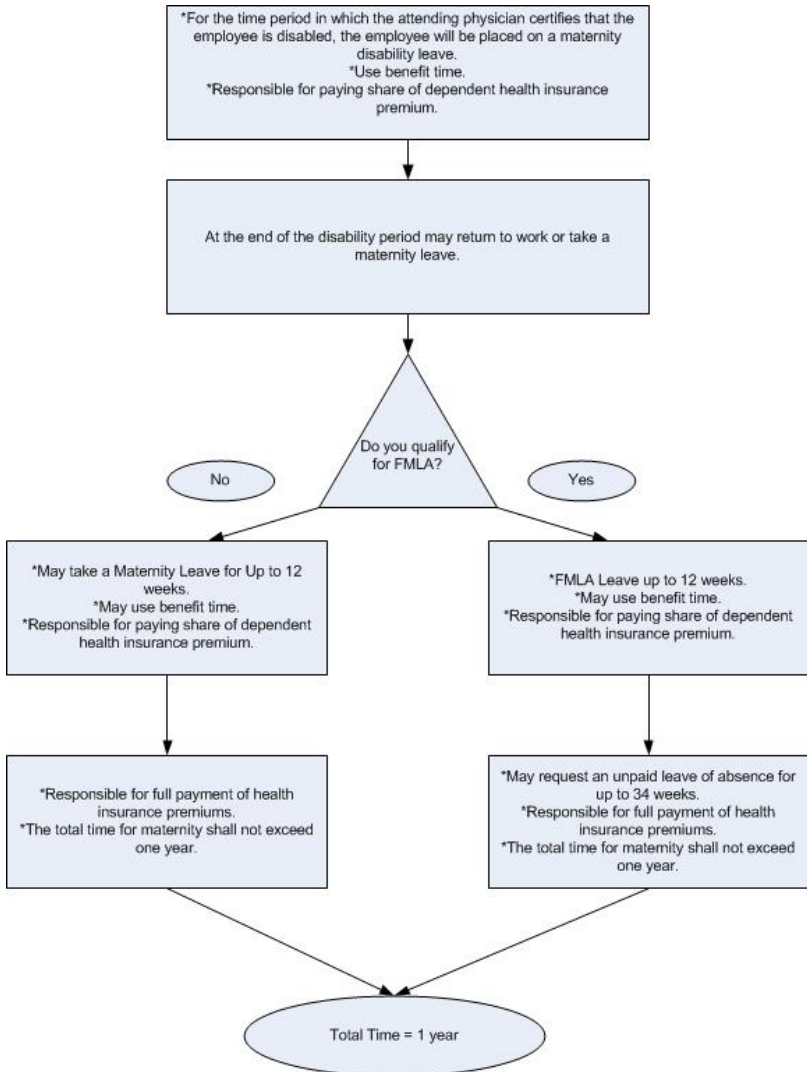 *For the time period in which the attending physician certifies that the
employee is disabled, the employee will be placed on a maternity
disability leave.
*Use benefit time.
*Responsible for paying share of dependent health insurance
premium.
At the end of the disability period may return to work or take a
maternity leave.
Do you qualify
for FMLA?
No
Yes
*May take a Maternity Leave for Up to 12
weeks.
*May use benefit time.
*Responsible for paying share of dependent
health insurance premium.
*FMLA Leave up to 12 weeks.
*May use benefit time.
*Responsible for paying share of dependent
health insurance premium.
*Responsible for full payment of health
insurance premiums.
*The total time for maternity shall not exceed
one year.
*May request an unpaid leave of absence for
up to 34 weeks.
*Responsible for full payment of health
insurance premiums.
*The total time for maternity shall not exceed
one year.
Total Time = 1 year